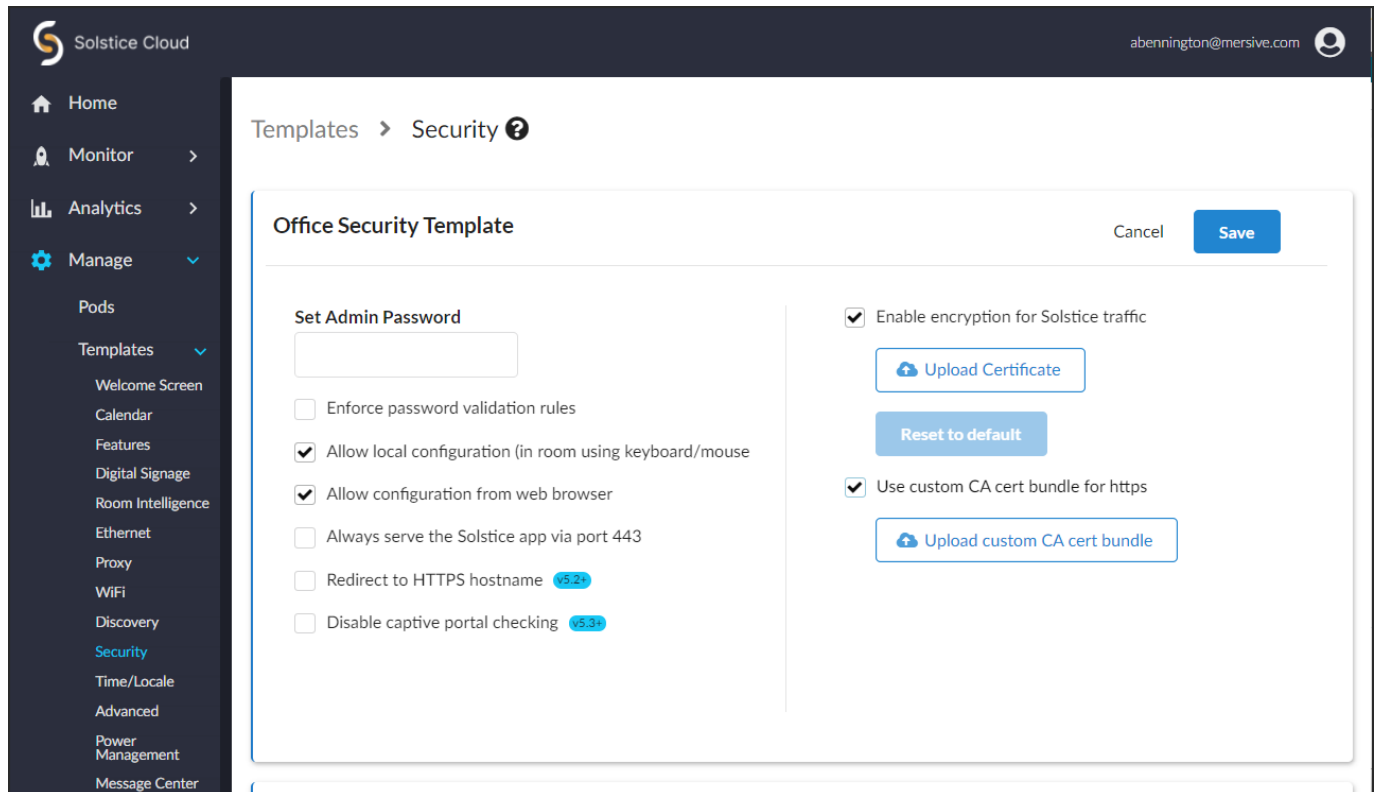 Solstice Cloud
abennington@mersive.com
Home
Monitor
Analytics
Manage
Pods
Templates
Welcome Screen
Calendar
Features
Digital Signage
Room Intelligence
Ethernet
Proxy
WiFi
Discovery
Security
Time/Locale
Advanced
Power
Management
Message Center
Templates > Security ?
Office Security Template
Cancel
Save
Set Admin Password
Enforce password validation rules
Allow local configuration (in room using keyboard/mouse
Allow configuration from web browser
Always serve the Solstice app via port 443
Redirect to HTTPS hostname v5.2+
Disable captive portal checking v5.3+
Enable encryption for Solstice traffic
Upload Certificate
Reset to default
Use custom CA cert bundle for https
Upload custom CA cert bundle